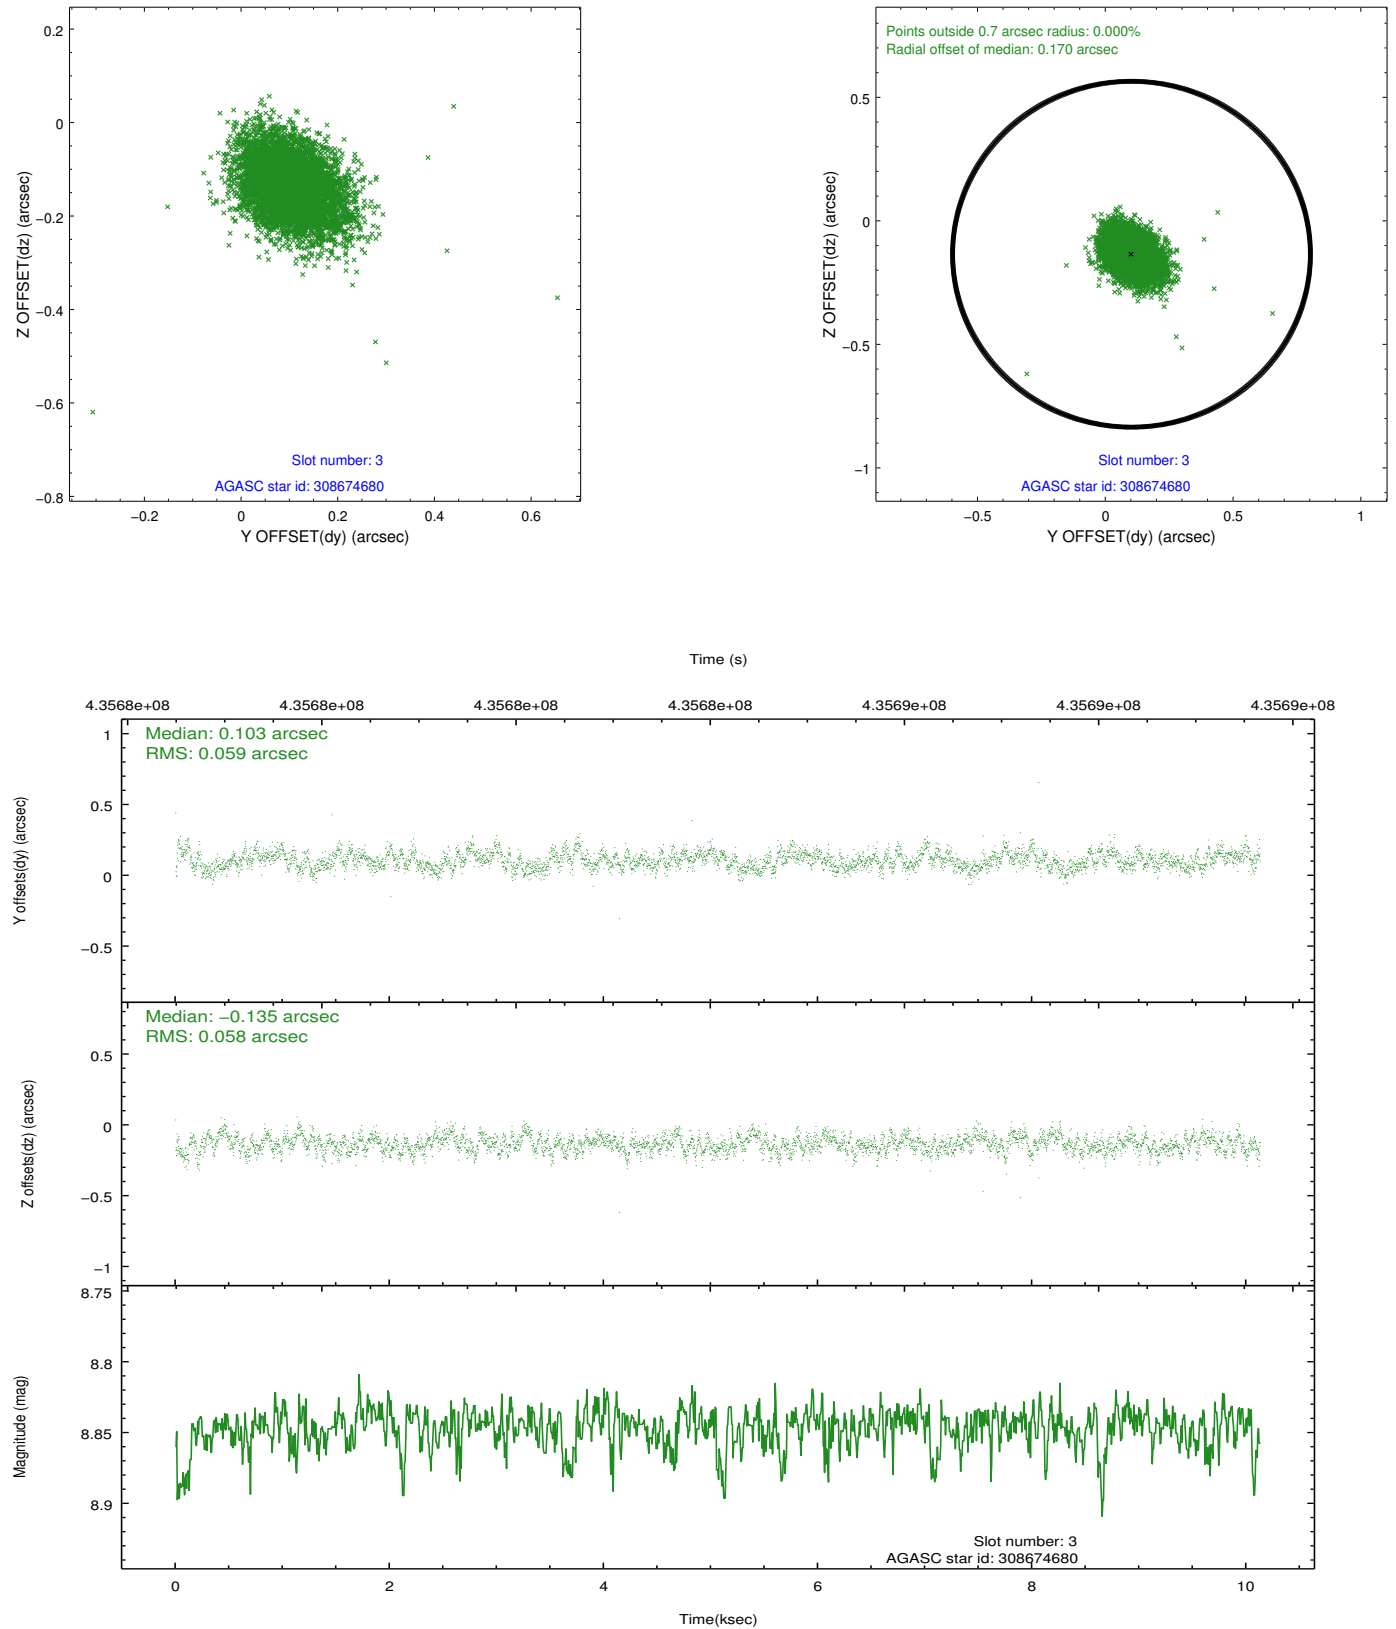 0.2
0
−0.2
−0.4
−0.6
−0.8
Z OFFSET(dz) (arcsec)
Slot number: 3
AGASC star id: 308674680
−0.2 0 0.2 0.4 0.6
Y OFFSET(dy) (arcsec)
Points outside 0.7 arcsec radius: 0.000%
Radial offset of median: 0.170 arcsec
0.5
0
−0.5
−1
Z OFFSET(dz) (arcsec)
Slot number: 3
AGASC star id: 308674680
−0.5 0 0.5 1
Y OFFSET(dy) (arcsec)
Time (s)
4.3568e+08 4.3568e+08 4.3568e+08 4.3568e+08 4.3569e+08 4.3569e+08 4.3569e+08
Median: 0.103 arcsec
RMS: 0.059 arcsec
1
0.5
0
−0.5
Y offsets(dy) (arcsec)
Median: −0.135 arcsec
RMS: 0.058 arcsec
0.5
0
−0.5
−1
Z offsets(dz) (arcsec)
8.75
8.8
8.85
8.9
Magnitude (mag)
Slot number: 3
AGASC star id: 308674680
0 2 4 6 8 10
Time(ksec)